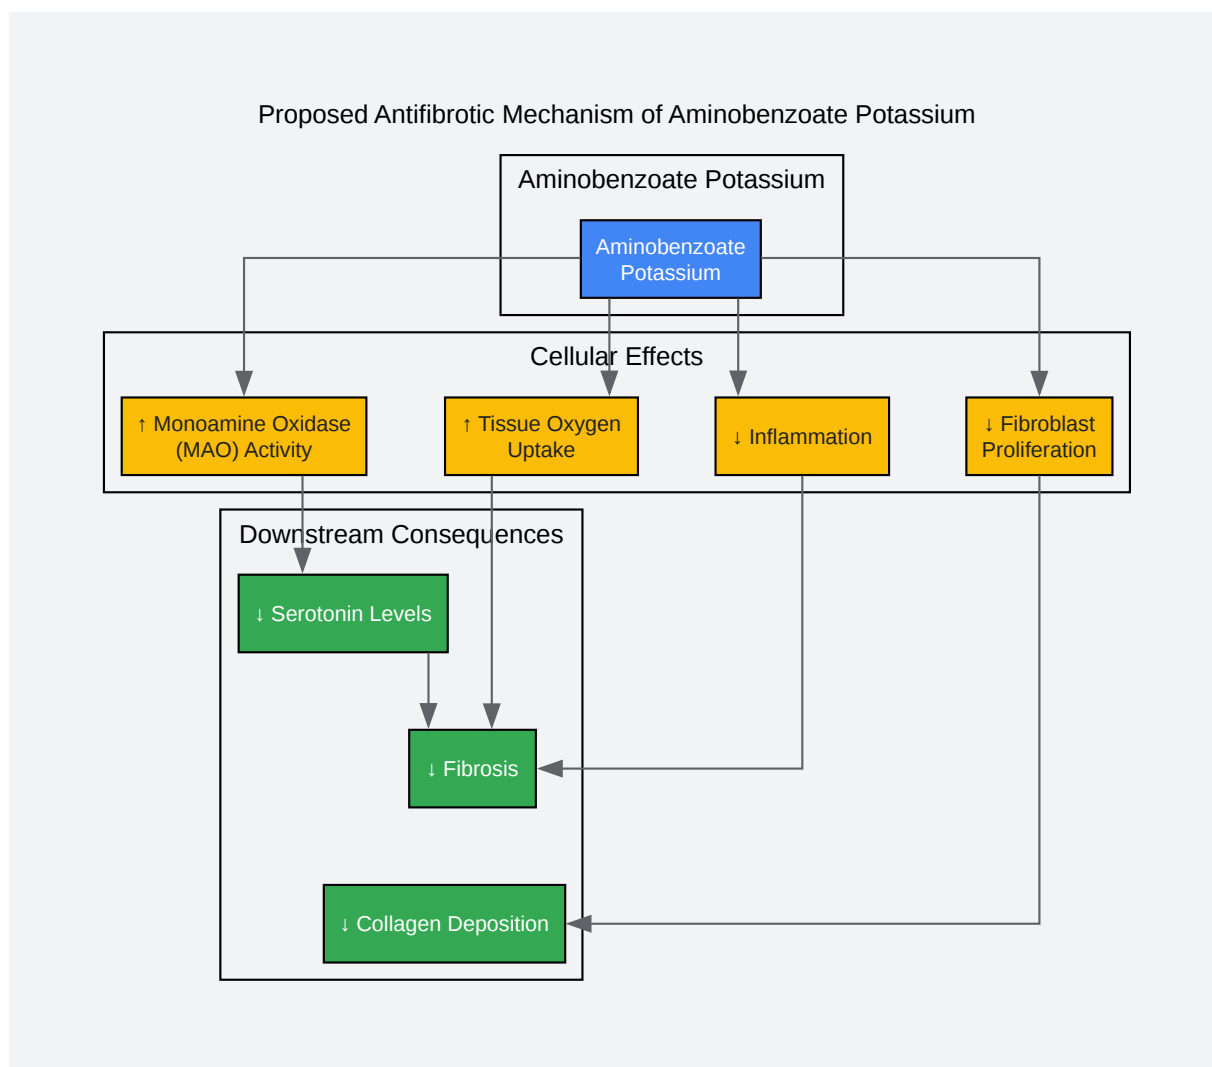 Proposed Antifibrotic Mechanism of Aminobenzoate Potassium
Aminobenzoate Potassium
Aminobenzoate
Potassium
Cellular Effects
↑ Monoamine Oxidase
(MAO) Activity
↑ Tissue Oxygen
Uptake
↓ Inflammation
↓ Fibroblast
Proliferation
Downstream Consequences
↓ Serotonin Levels
↓ Fibrosis
↓ Collagen Deposition